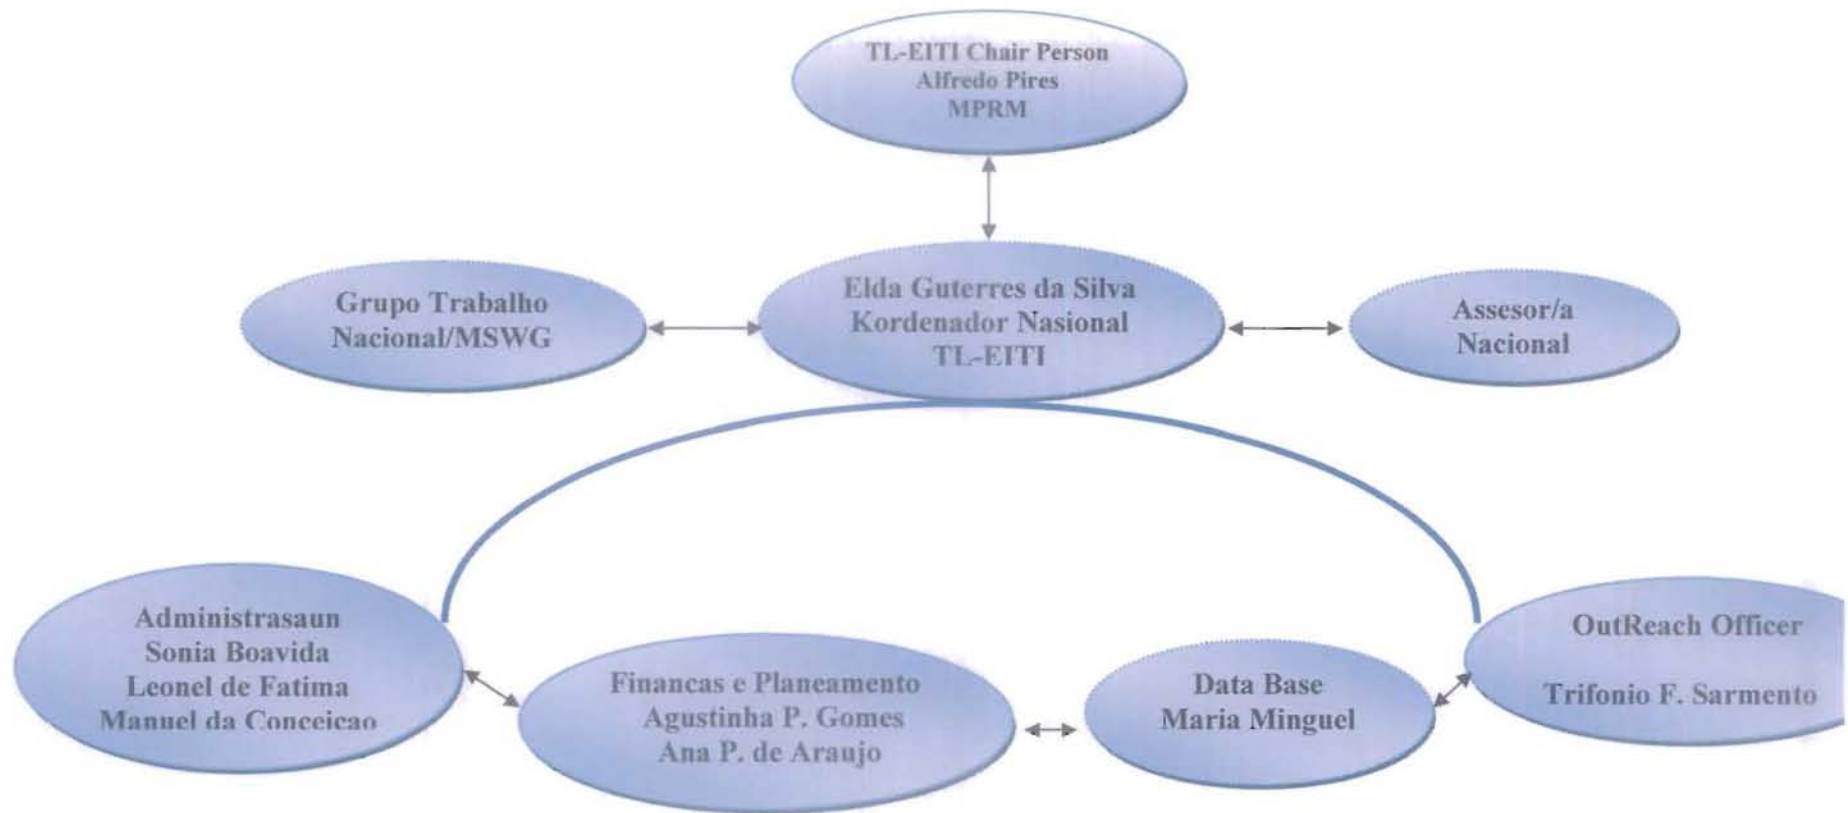 TL-EITI Chair Person
Alfredo Pires
MPRM
Grupo Trabalho
Nacional/MSWG
Elda Guterres da Silva
Kordenador Nasional
TL-EITI
Assesor/a
Nacional
Administrasaun
Sonia Boavida
Leonel de Fatima
Manuel da Conceicao
Financas e Planeamento
Agustinha P. Gomes
Ana P. de Araujo
Data Base
Maria Minguel
OutReach Officer
Trifonio F. Sarmento